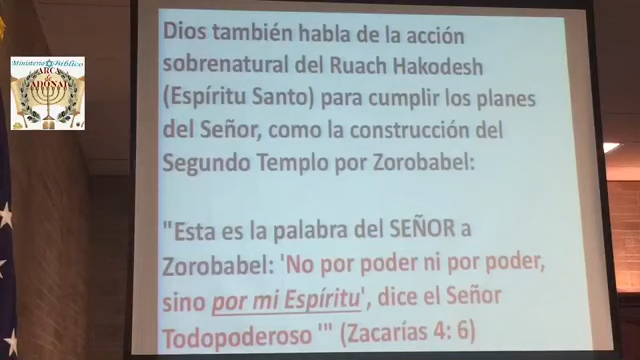 Ministerio Bíblico
ARCA
de
ADONAI
Dios también habla de la acción
sobrenatural del Ruach Hakodesh
(Espíritu Santo) para cumplir los planes
del Señor, como la construcción del
Segundo Templo por Zorobabel:
"Esta es la palabra del SEÑOR a
Zorobabel: 'No por poder ni por poder,
sino por mi Espíritu', dice el Señor
Todopoderoso '" (Zacarías 4: 6)